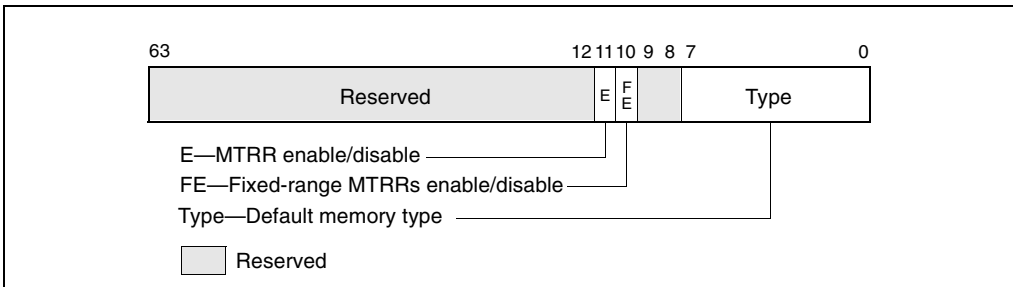 63 12 11 10 9 8 7 0
Reserved E F E Type
E—MTRR enable/disable
FE—Fixed-range MTRRs enable/disable
Type—Default memory type
Reserved